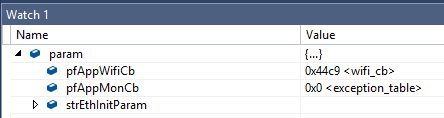 Watch 1
Name Value
param {...}
pfAppWifiCb 0x44c9 <wifi_cb>
pfAppMonCb 0x0 <exception_table>
strEthInitParam